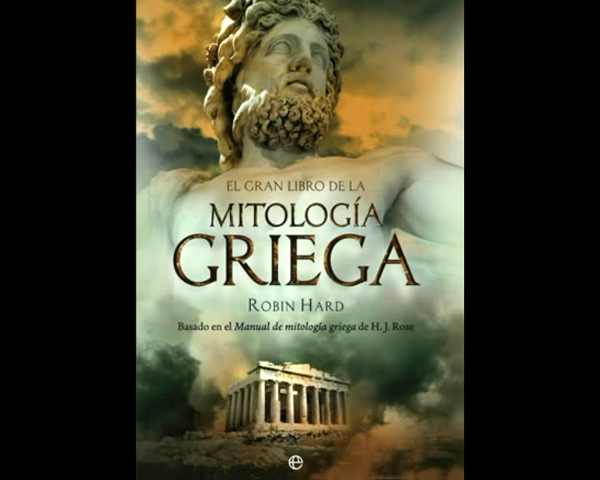 EL GRAN LIBRO DE LA
MITOLOGÍA
GRIEGA
ROBIN HARD
Basado en el Manual de mitología griega de H. J. Rose